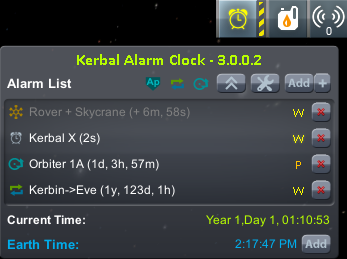 0
Kerbal Alarm Clock - 3.0.0.2
Alarm List Ap Add +
Rover + Skycrane (+ 6m, 58s) W
Kerbal X (2s) W
Orbiter 1A (1d, 3h, 57m) P
Kerbin->Eve (1y, 123d, 1h) W
Current Time: Year 1,Day 1, 01:10:53
Earth Time: 2:17:47 PM Add